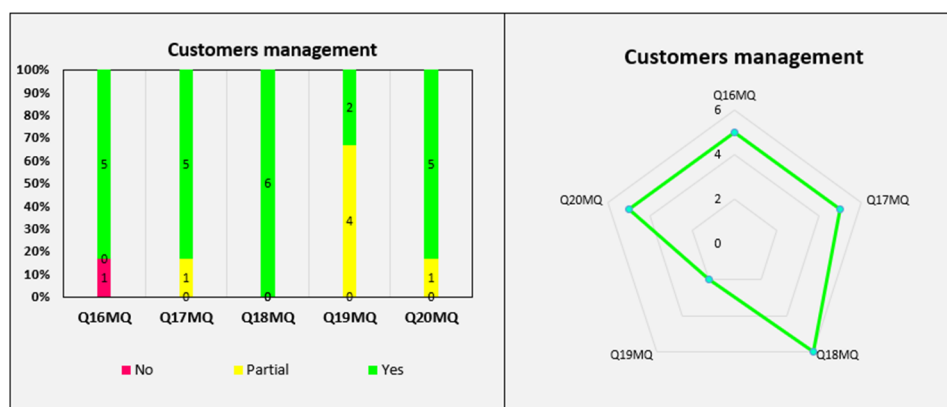 Customers management
100%
90%
80%
70%
60%
50%
40%
30%
20%
10%
0%
5
0
1
5
1
0
6
0
2
4
0
5
1
0
Q16MQ
Q17MQ
Q18MQ
Q19MQ
Q20MQ
No
Partial
Yes
Customers management
Q16MQ
6
4
2
0
Q20MQ
Q17MQ
Q19MQ
Q18MQ